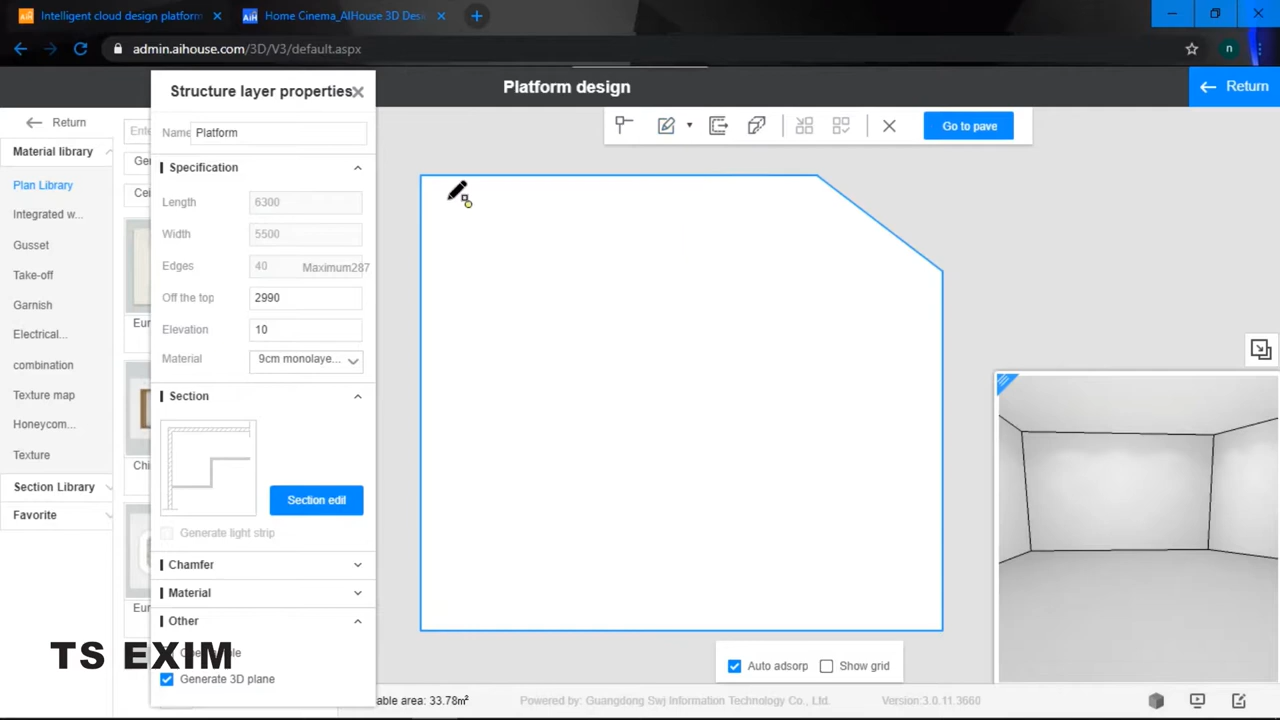 Intelligent cloud design platform
Home Cinema_AIHouse 3D Desi
admin.aihouse.com/3D/V3/default.aspx
n
Structure layer properties
Platform design
Return
Return
Name
Platform
Go to pave
Material library
Specification
Plan Library
Length
6300
Integrated w...
Width
5500
Gusset
Edges
40
Maximum287
Take-off
Off the top
2990
Garnish
Elevation
10
Electrical...
Material
9cm monolaye...
combination
Texture map
Section
Honeycom...
Texture
Section Library
Section edit
Favorite
Generate light strip
Chamfer
Material
Other
TS EXIM
Generate 3D plane
Auto adsorp
Show grid
able area: 33.78m²
Powered by: Guangdong Swj Information Technology Co., Ltd.
Version:3.0.11.3660